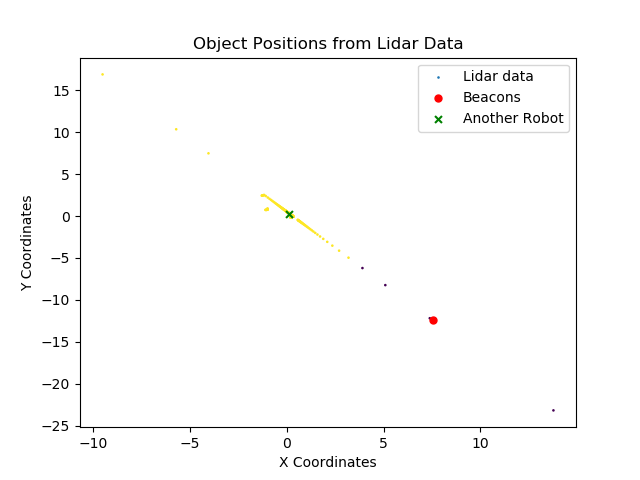 Object Positions from Lidar Data
Lidar data
Beacons
Another Robot
15
10
5
0
−5
−10
−15
−20
−25
Y Coordinates
−10
−5
0
5
10
X Coordinates